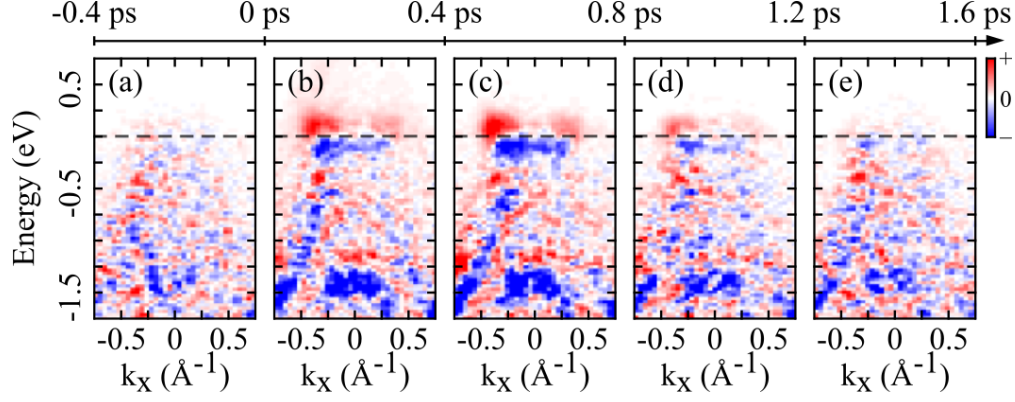 -0.4 ps 0 ps 0.4 ps 0.8 ps 1.2 ps 1.6 ps
(a) (b) (c) (d) (e)
+
0
−
Energy (eV)
0.5
0
-0.5
-1.5
-0.5 0 0.5 -0.5 0 0.5 -0.5 0 0.5 -0.5 0 0.5 -0.5 0 0.5
kx (Å-1) kx (Å-1) kx (Å-1) kx (Å-1) kx (Å-1)